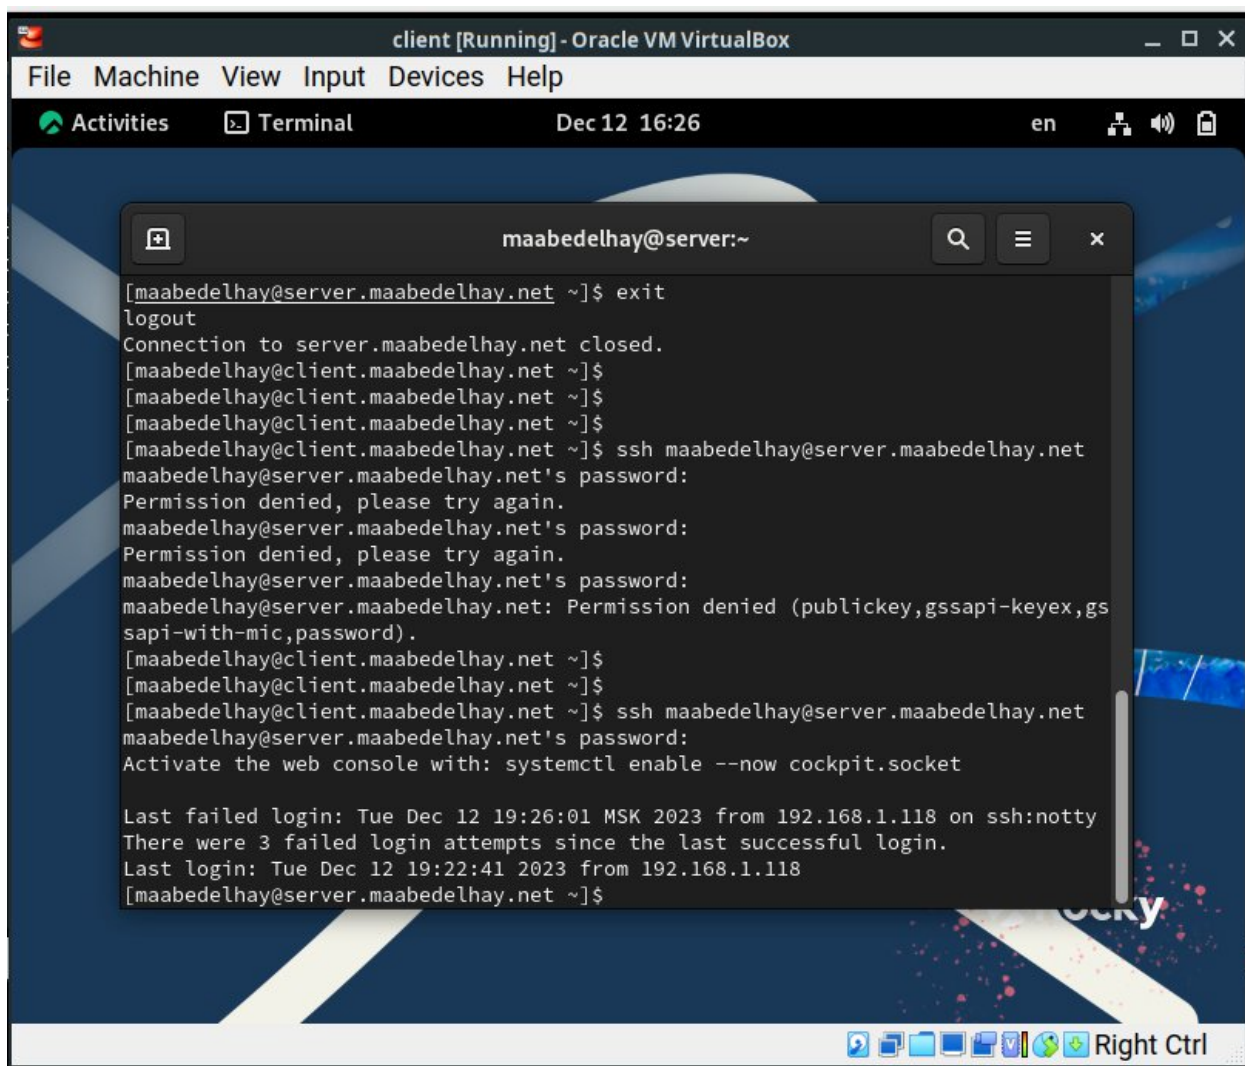 client [Running] - Oracle VM VirtualBox
File Machine View Input Devices Help
Activities Terminal Dec 12 16:26 en
maabedelhay@server:~
[maabedelhay@server.maabedelhay.net ~]$ exit
logout
Connection to server.maabedelhay.net closed.
[maabedelhay@client.maabedelhay.net ~]$
[maabedelhay@client.maabedelhay.net ~]$
[maabedelhay@client.maabedelhay.net ~]$
[maabedelhay@client.maabedelhay.net ~]$ ssh maabedelhay@server.maabedelhay.net
maabedelhay@server.maabedelhay.net's password:
Permission denied, please try again.
maabedelhay@server.maabedelhay.net's password:
Permission denied, please try again.
maabedelhay@server.maabedelhay.net's password:
maabedelhay@server.maabedelhay.net: Permission denied (publickey,gssapi-keyex,gs
sapi-with-mic,password).
[maabedelhay@client.maabedelhay.net ~]$
[maabedelhay@client.maabedelhay.net ~]$
[maabedelhay@client.maabedelhay.net ~]$ ssh maabedelhay@server.maabedelhay.net
maabedelhay@server.maabedelhay.net's password:
Activate the web console with: systemctl enable --now cockpit.socket
Last failed login: Tue Dec 12 19:26:01 MSK 2023 from 192.168.1.118 on ssh:notty
There were 3 failed login attempts since the last successful login.
Last login: Tue Dec 12 19:22:41 2023 from 192.168.1.118
[maabedelhay@server.maabedelhay.net ~]$
Right Ctrl